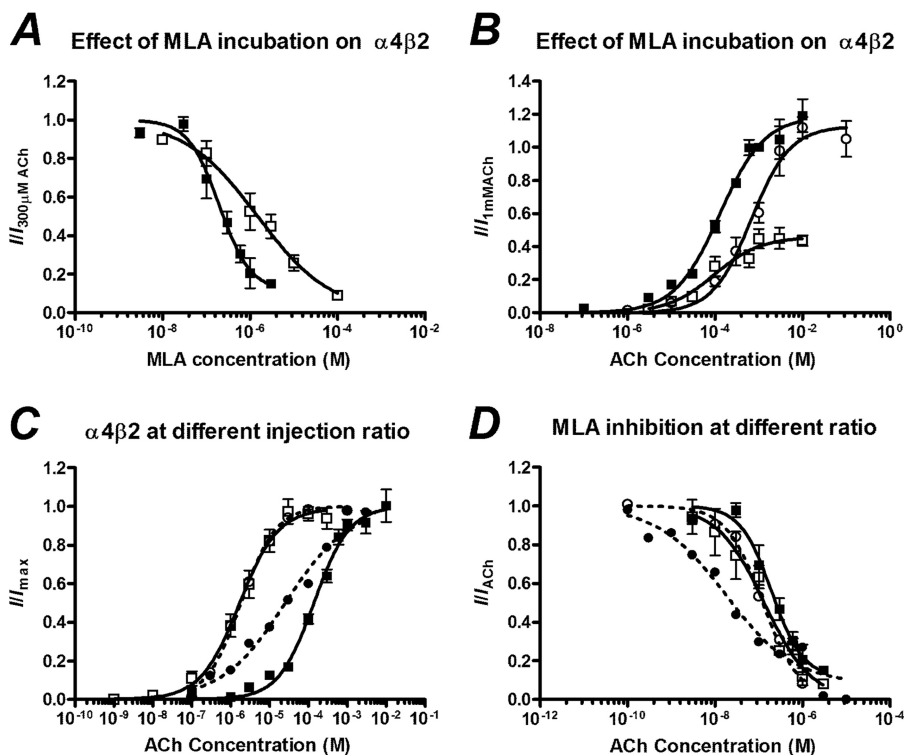 A Effect of MLA incubation on α4β2
1.2
1.0
0.8
0.6
0.4
0.2
0.0
I/I300μM ACh
10-10 10-8 10-6 10-4 10-2
MLA concentration (M)
B Effect of MLA incubation on α4β2
1.4
1.2
1.0
0.8
0.6
0.4
0.2
0.0
I/I1mMACh
10-8 10-6 10-4 10-2 100
ACh Concentration (M)
C α4β2 at different injection ratio
1.2
1.0
0.8
0.6
0.4
0.2
0.0
I/Imax
10-10 10-9 10-8 10-7 10-6 10-5 10-4 10-3 10-2 10-1
ACh Concentration (M)
D MLA inhibition at different ratio
1.2
1.0
0.8
0.6
0.4
0.2
0.0
I/IACh
10-12 10-10 10-8 10-6 10-4
ACh Concentration (M)